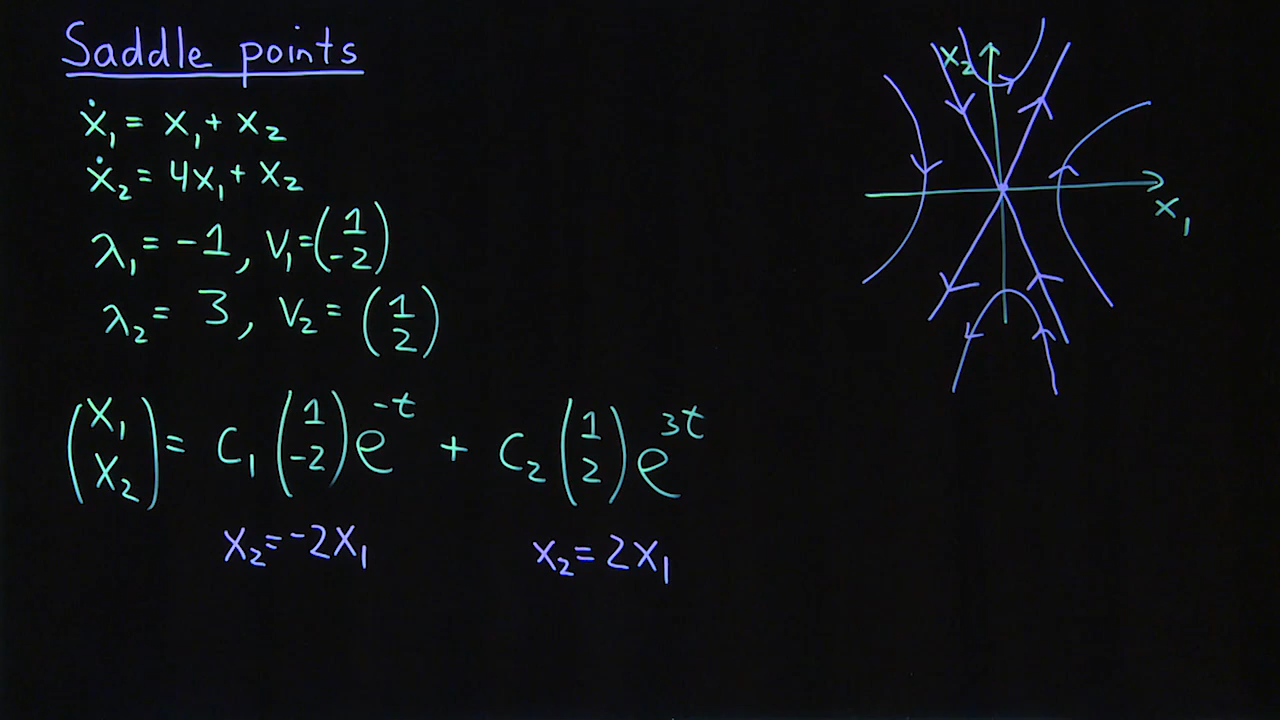 Saddle points
ẋ₁ = x₁ + x₂
ẋ₂ = 4x₁ + x₂
λ₁ = -1, v₁ = (1 -2)
λ₂ = 3, v₂ = (1 2)
(x₁ x₂) = c₁ (1 -2) e^-t + c₂ (1 2) e^3t
x₂ = -2x₁ x₂ = 2x₁
x₂
x₁